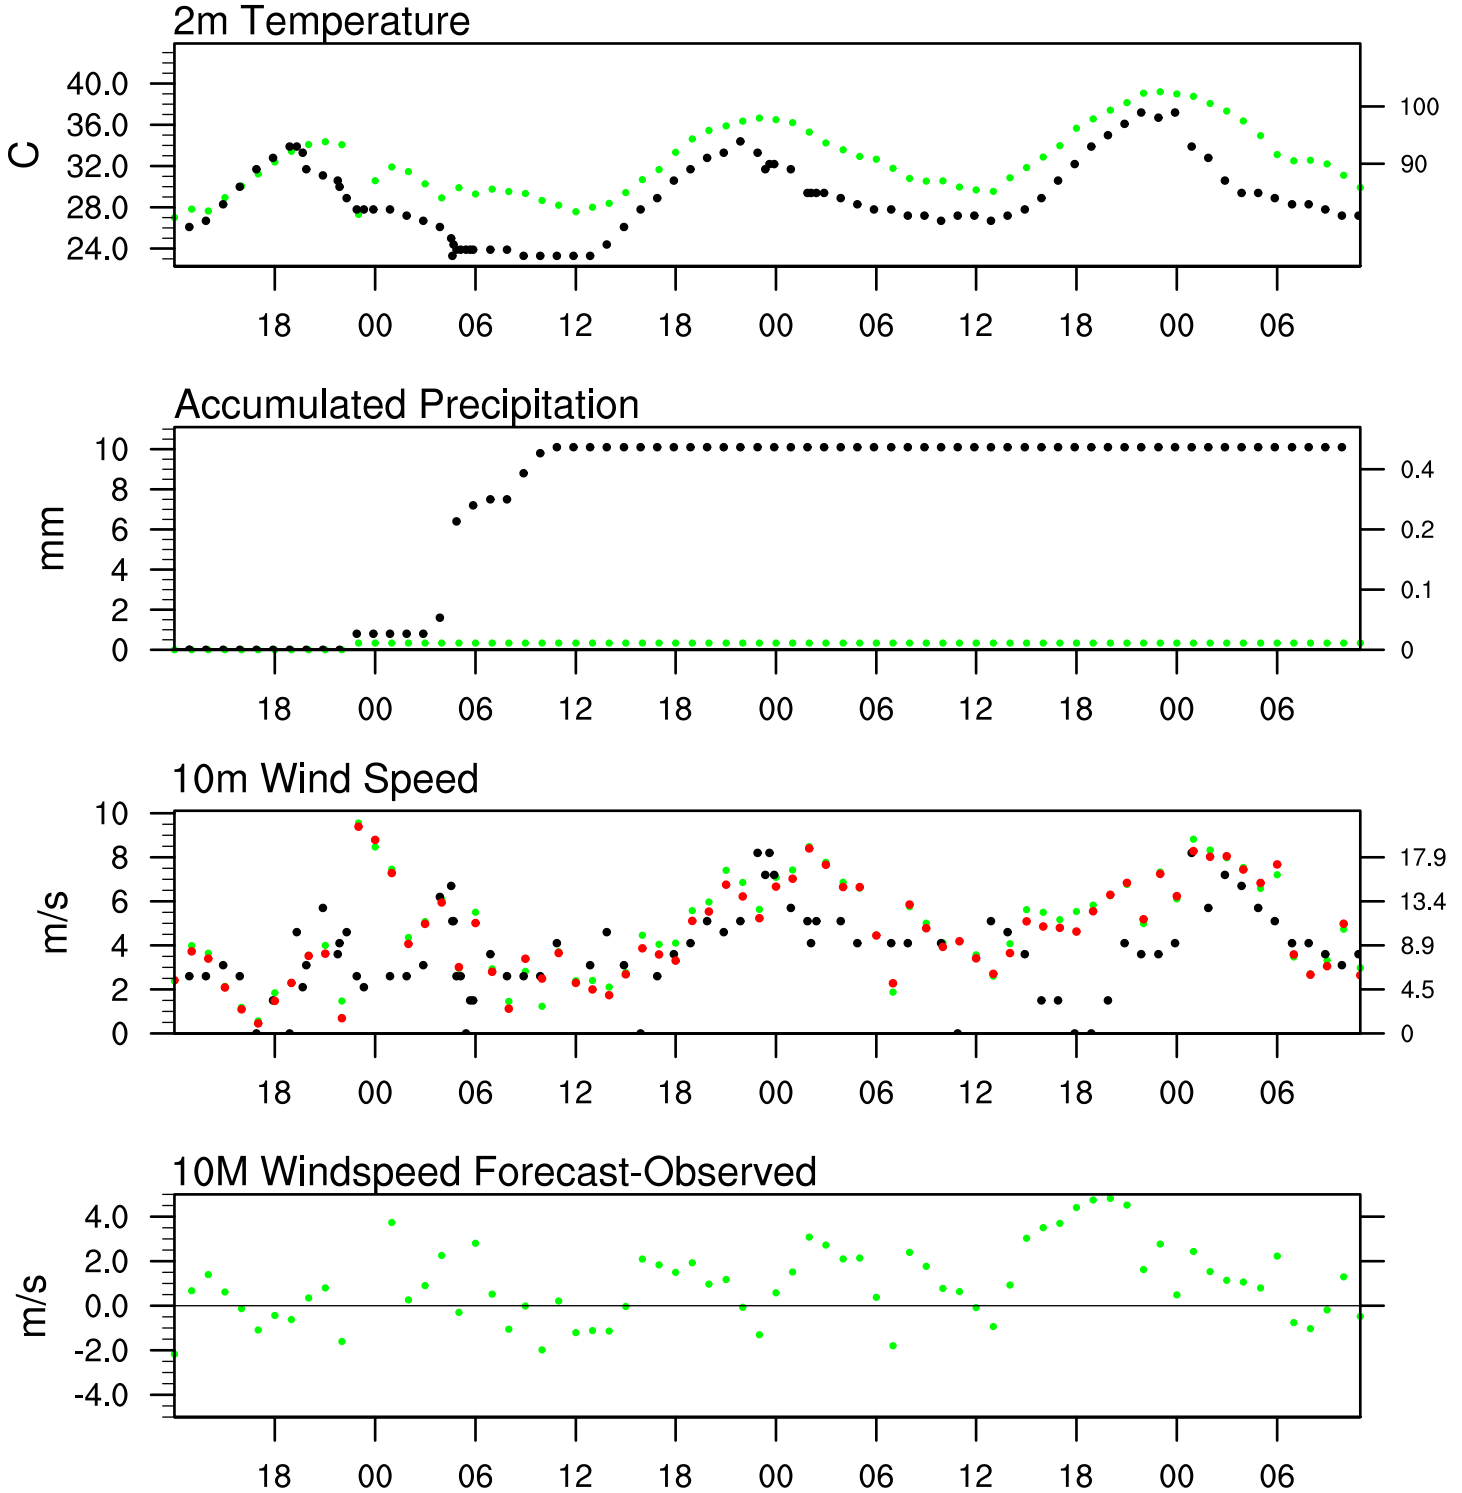 2m Temperature
C
40.0
36.0
32.0
28.0
24.0
100
90
18 00 06 12 18 00 06 12 18 00 06
Accumulated Precipitation
mm
10
8
6
4
2
0
0.4
0.2
0.1
0
18 00 06 12 18 00 06 12 18 00 06
10m Wind Speed
m/s
10
8
6
4
2
0
17.9
13.4
8.9
4.5
0
18 00 06 12 18 00 06 12 18 00 06
10M Windspeed Forecast-Observed
m/s
4.0
2.0
0.0
-2.0
-4.0
18 00 06 12 18 00 06 12 18 00 06